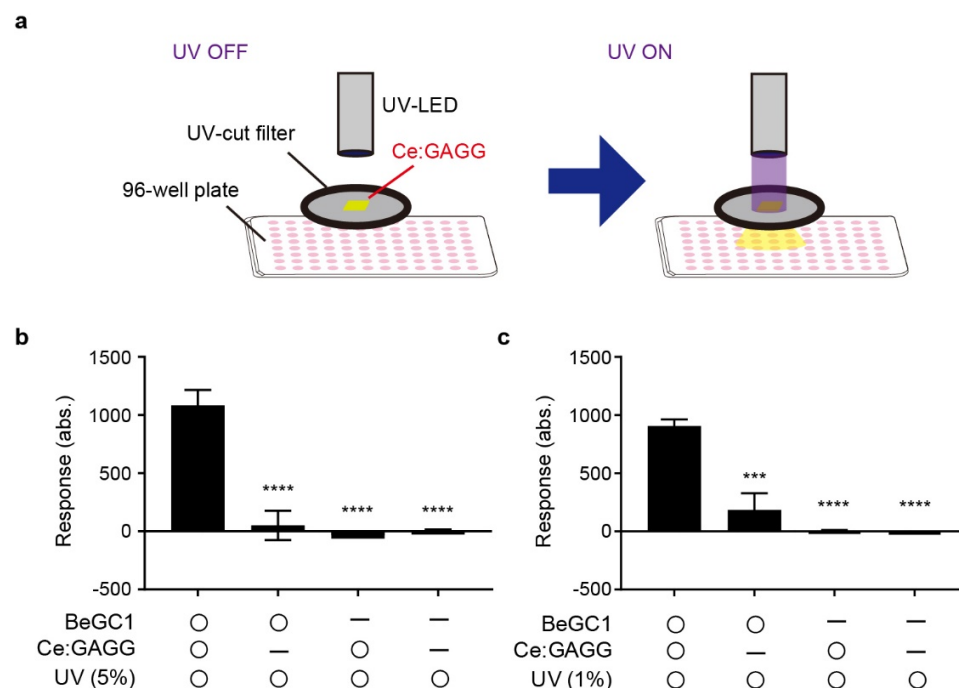 a
UV OFF
UV ON
UV-LED
UV-cut filter
Ce:GAGG
96-well plate
b
Response (abs.)
1500
1000
500
0
-500
****
****
****
BeGC1 ○ ○ — —
Ce:GAGG ○ — ○ —
UV (5%) ○ ○ ○ ○
c
Response (abs.)
1500
1000
500
0
-500
***
****
****
BeGC1 ○ ○ — —
Ce:GAGG ○ — ○ —
UV (1%) ○ ○ ○ ○